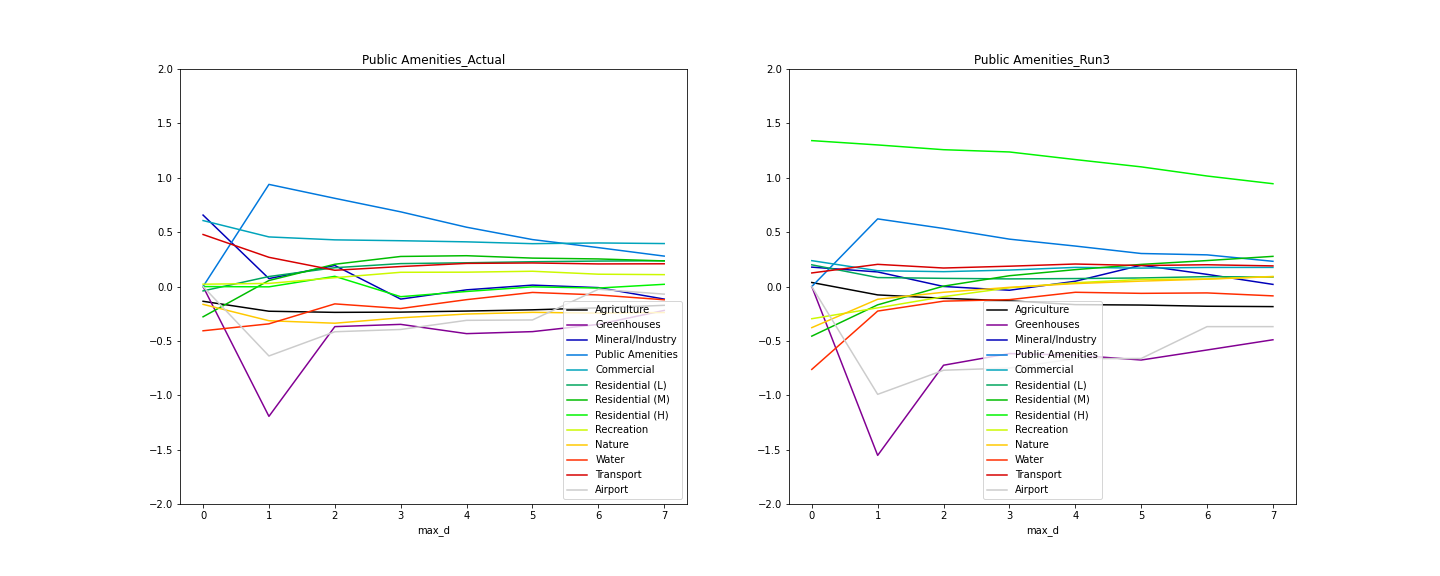 Public Amenities_Actual
2.0
1.5
1.0
0.5
0.0
−0.5
−1.0
−1.5
−2.0
0 1 2 3 4 5 6 7
max_d
Agriculture
Greenhouses
Mineral/Industry
Public Amenities
Commercial
Residential (L)
Residential (M)
Residential (H)
Recreation
Nature
Water
Transport
Airport
Public Amenities_Run3
2.0
1.5
1.0
0.5
0.0
−0.5
−1.0
−1.5
−2.0
0 1 2 3 4 5 6 7
max_d
Agriculture
Greenhouses
Mineral/Industry
Public Amenities
Commercial
Residential (L)
Residential (M)
Residential (H)
Recreation
Nature
Water
Transport
Airport